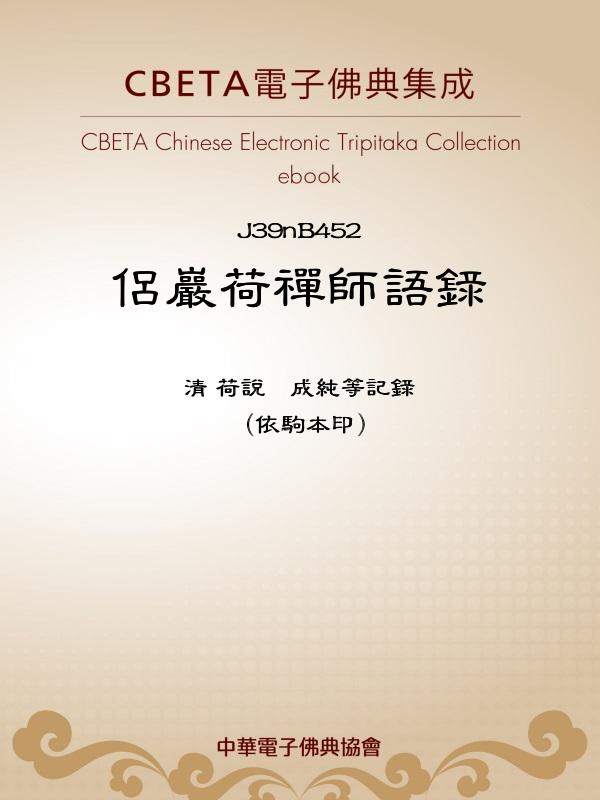 CBETA電子佛典集成
CBETA Chinese Electronic Tripitaka Collection
ebook
J39nB452
侶巖荷禪師語錄
清 荷說 成純等記錄
(依駒本印)
中華電子佛典協會